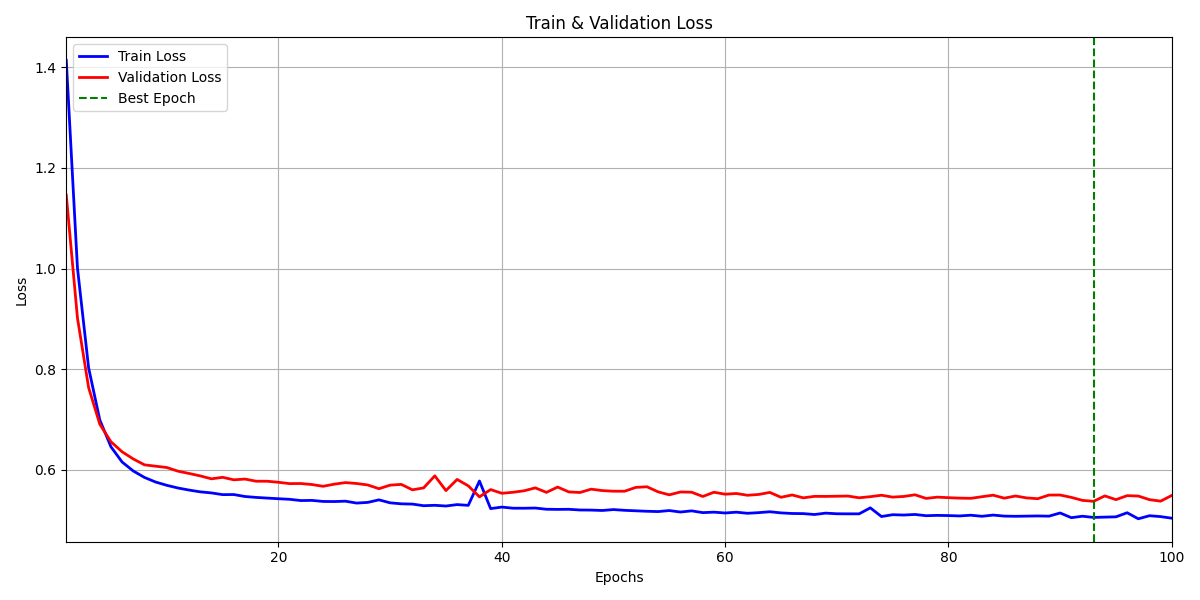 Train & Validation Loss
Train Loss
Validation Loss
Best Epoch
Loss
1.4
1.2
1.0
0.8
0.6
20
40
60
80
100
Epochs